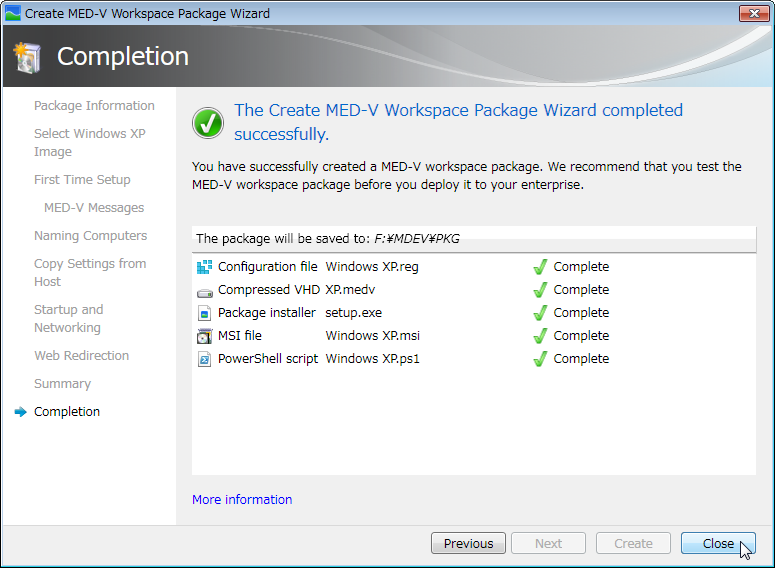 Create MED-V Workspace Package Wizard
Completion
Package Information
Select Windows XP
Image
First Time Setup
MED-V Messages
Naming Computers
Copy Settings from
Host
Startup and
Networking
Web Redirection
Summary
Completion
The Create MED-V Workspace Package Wizard completed
successfully.
You have successfully created a MED-V workspace package. We recommend that you test the
MED-V workspace package before you deploy it to your enterprise.
The package will be saved to: F:¥MDEV¥PKG
Configuration file Windows XP.reg Complete
Compressed VHD XP.medv Complete
Package installer setup.exe Complete
MSI file Windows XP.msi Complete
PowerShell script Windows XP.ps1 Complete
More information
Previous Next Create Close